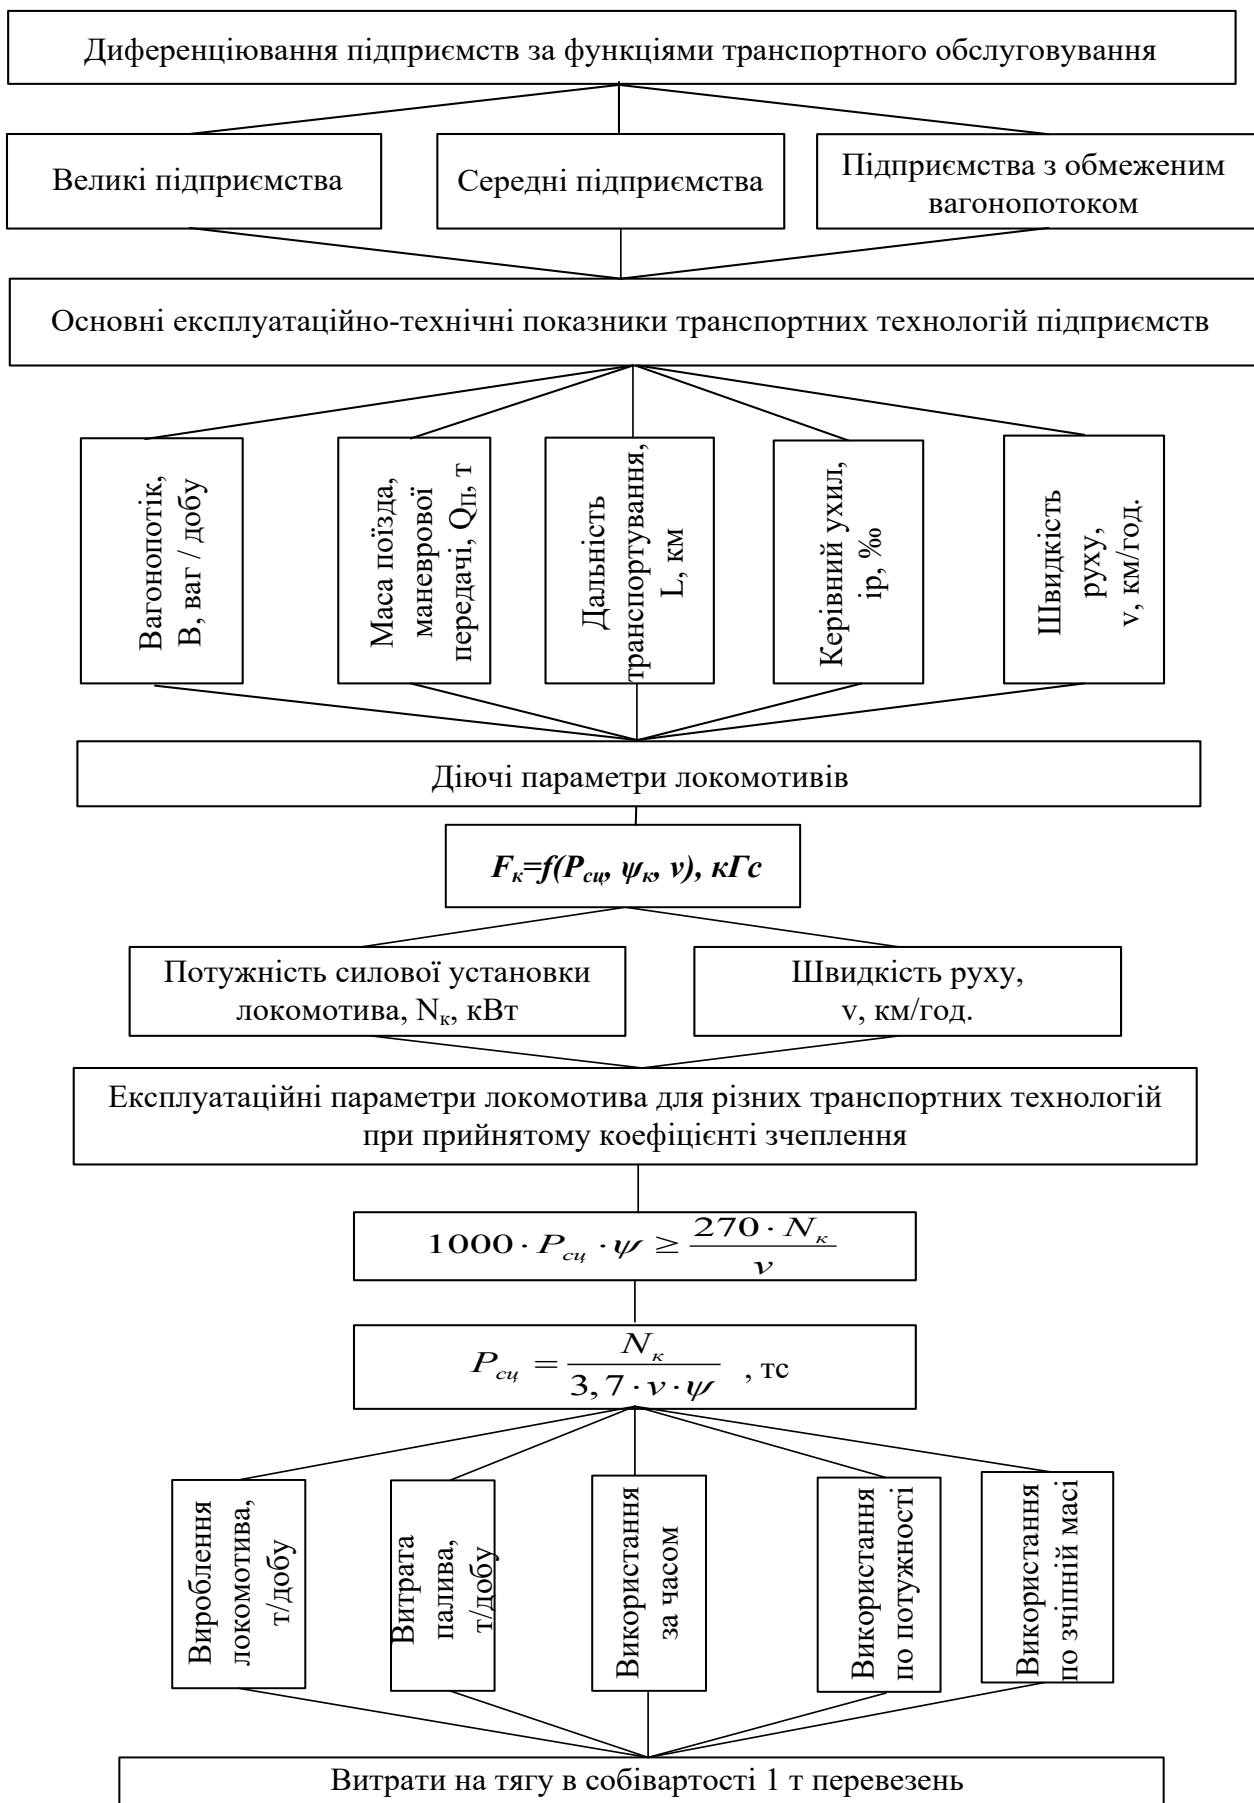 Диференціювання підприємств за функціями транспортного обслуговування
Великі підприємства
Середні підприємства
Підприємства з обмеженим
вагонопотоком
Основні експлуатаційно-технічні показники транспортних технологій підприємств
Вагонопотік,
В, ваг / добу
Маса поїзда,
маневрової
передачі, Qп, т
Дальність
транспортування,
L, км
Керівний ухил,
ір, ‰
Швидкість
руху,
v, км/год.
Діючі параметри локомотивів
Fк=f(Рсц, ψк, v), кГс
Потужність силової установки
локомотива, Nк, кВт
Швидкість руху,
v, км/год.
Експлуатаційні параметри локомотива для різних транспортних технологій
при прийнятому коефіцієнті зчеплення
1000 · Pсц · ψ ≥ 270 · Nк / v
Pсц = Nк / 3,7 · v · ψ , тс
Вироблення
локомотива,
т/добу
Витрата
палива,
т/добу
Використання
за часом
Використання
по потужності
Використання
по зчіпній масі
Витрати на тягу в собівартості 1 т перевезень